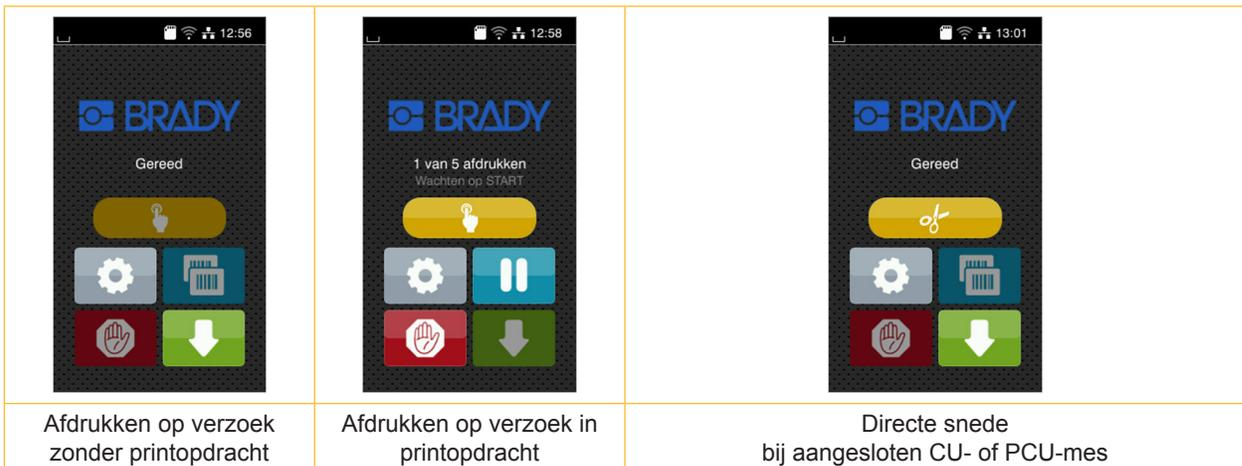 12:56
BRADY
Gereed
Afdrukken op verzoek
zonder printopdracht
12:58
BRADY
1 van 5 afdrukken
Wachten op START
Afdrukken op verzoek in
printopdracht
13:01
BRADY
Gereed
Directe snede
bij aangesloten CU- of PCU-mes